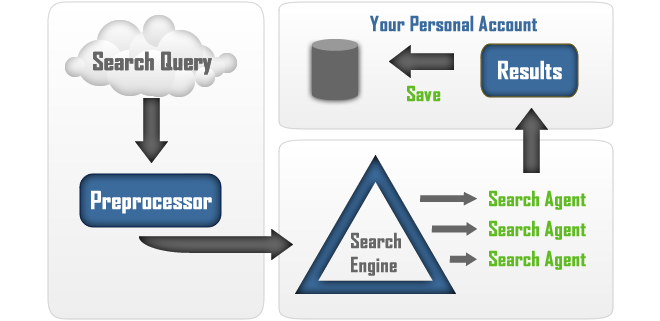 Search Query
Preprocessor
Your Personal Account
Results
Save
Search
Engine
Search Agent
Search Agent
Search Agent